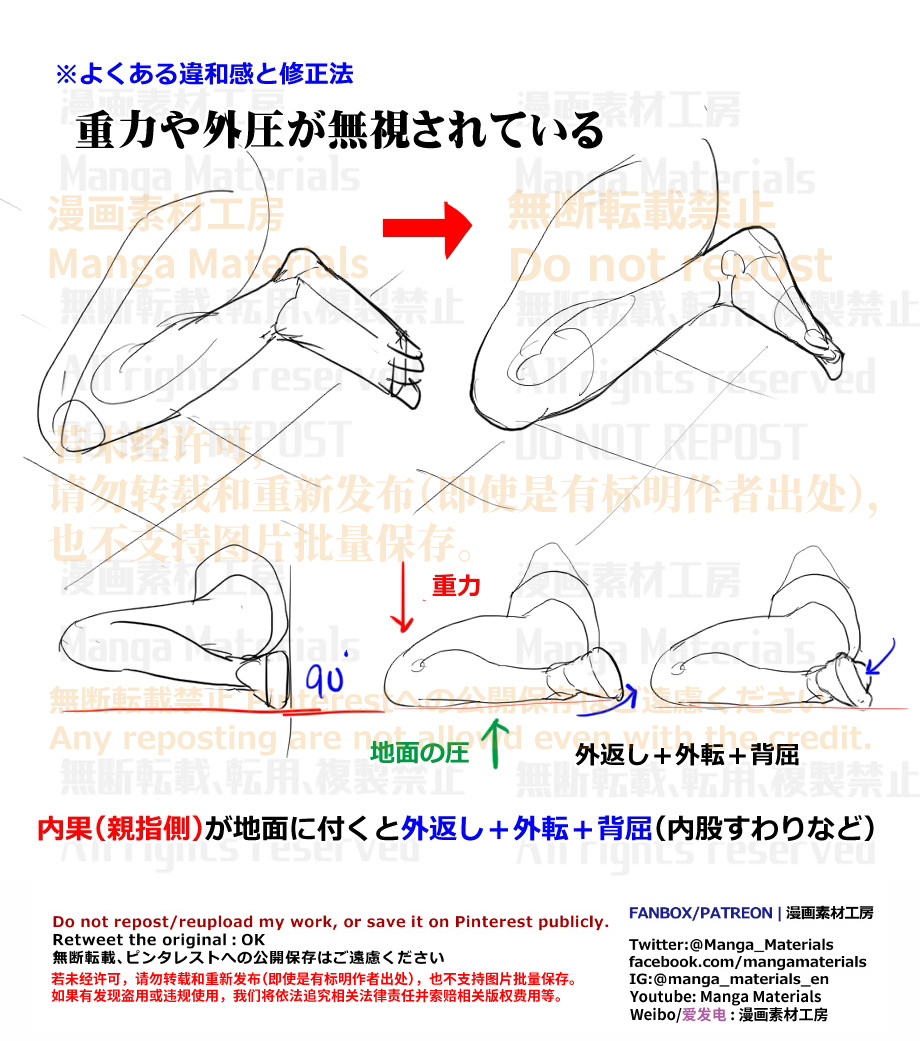 ※よくある違和感と修正法
漫画素材工房 漫画素材工房
重力や外圧が無視されている
Manga Materials Manga Materials
漫画素材工房 無断転載禁止
Manga Materials Do not repost
無断転載、転用、複製禁止 無断転載、転用、複製禁止
All rights reserved All rights reserved
若未经许可，
DO NOT REPOST DO NOT REPOST
请勿转载和重新发布（即使是有标明作者出处），
也不支持图片批量保存。
漫画素材工房 漫画素材工房
重力
Manga Materials Manga Materials
90°
無断転載禁止 Pinterestへの公開保存はご遠慮ください
Any reposting are not allowed even with the credit.
地面の圧
外返し＋外転＋背屈
無断転載、転用、複製禁止 無断転載、転用、複製禁止
内果（親指側）が地面に付くと外返し＋外転＋背屈（内股すわりなど）
All rights reserved All rights reserved
Do not repost/reupload my work, or save it on Pinterest publicly.
Retweet the original : OK
無断転載、ピンタレストへの公開保存はご遠慮ください
若未经许可，请勿转载和重新发布（即使是有标明作者出处），也不支持图片批量保存。
如果有发现盗用或违规使用，我们将依法追究相关法律责任并索赔相关版权费用等。
FANBOX/PATREON | 漫画素材工房
Twitter:@Manga_Materials
facebook.com/mangamaterials
IG:@manga_materials_en
Youtube: Manga Materials
Weibo/爱发电 : 漫画素材工房